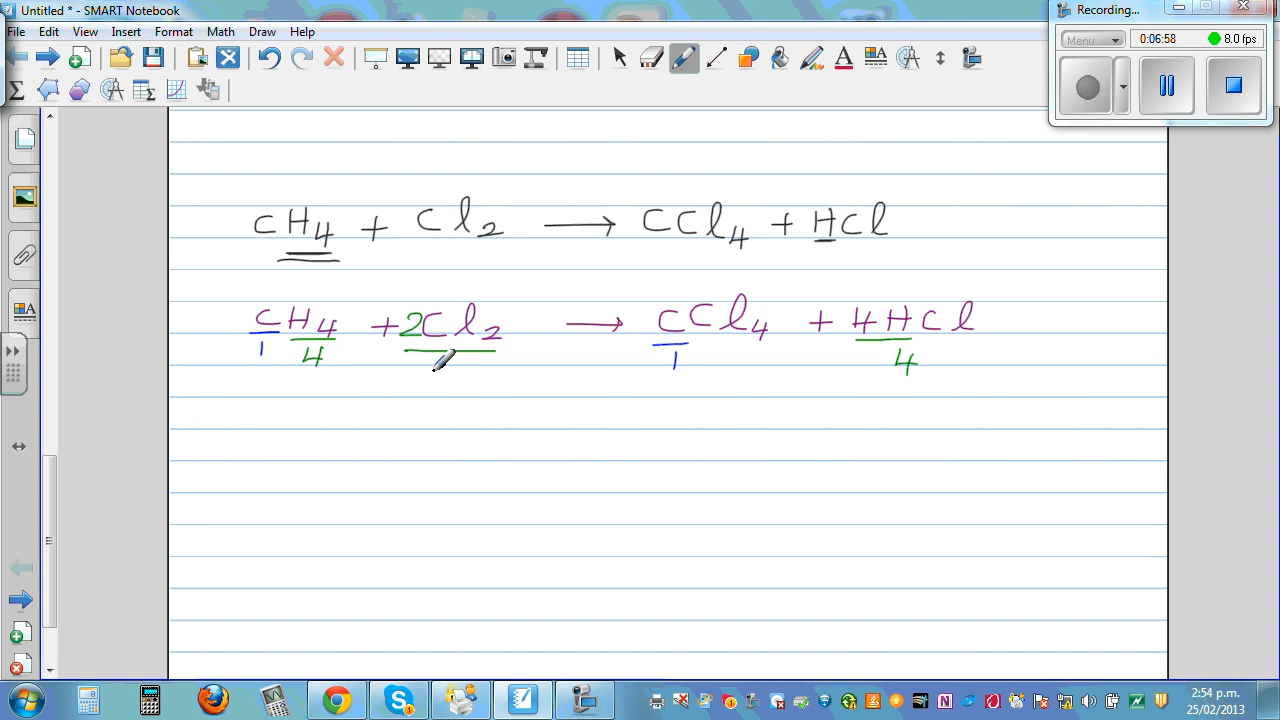 Untitled * - SMART Notebook
Recording...
File Edit View Insert Format Math Draw Help
Menu
0:06:58
8.0 fps
CH4 + Cl2 → CCl4 + HCl
CH4 + 2Cl2 → CCl4 + 4HCl
1 4 1 4
2:54 p.m.
25/02/2013